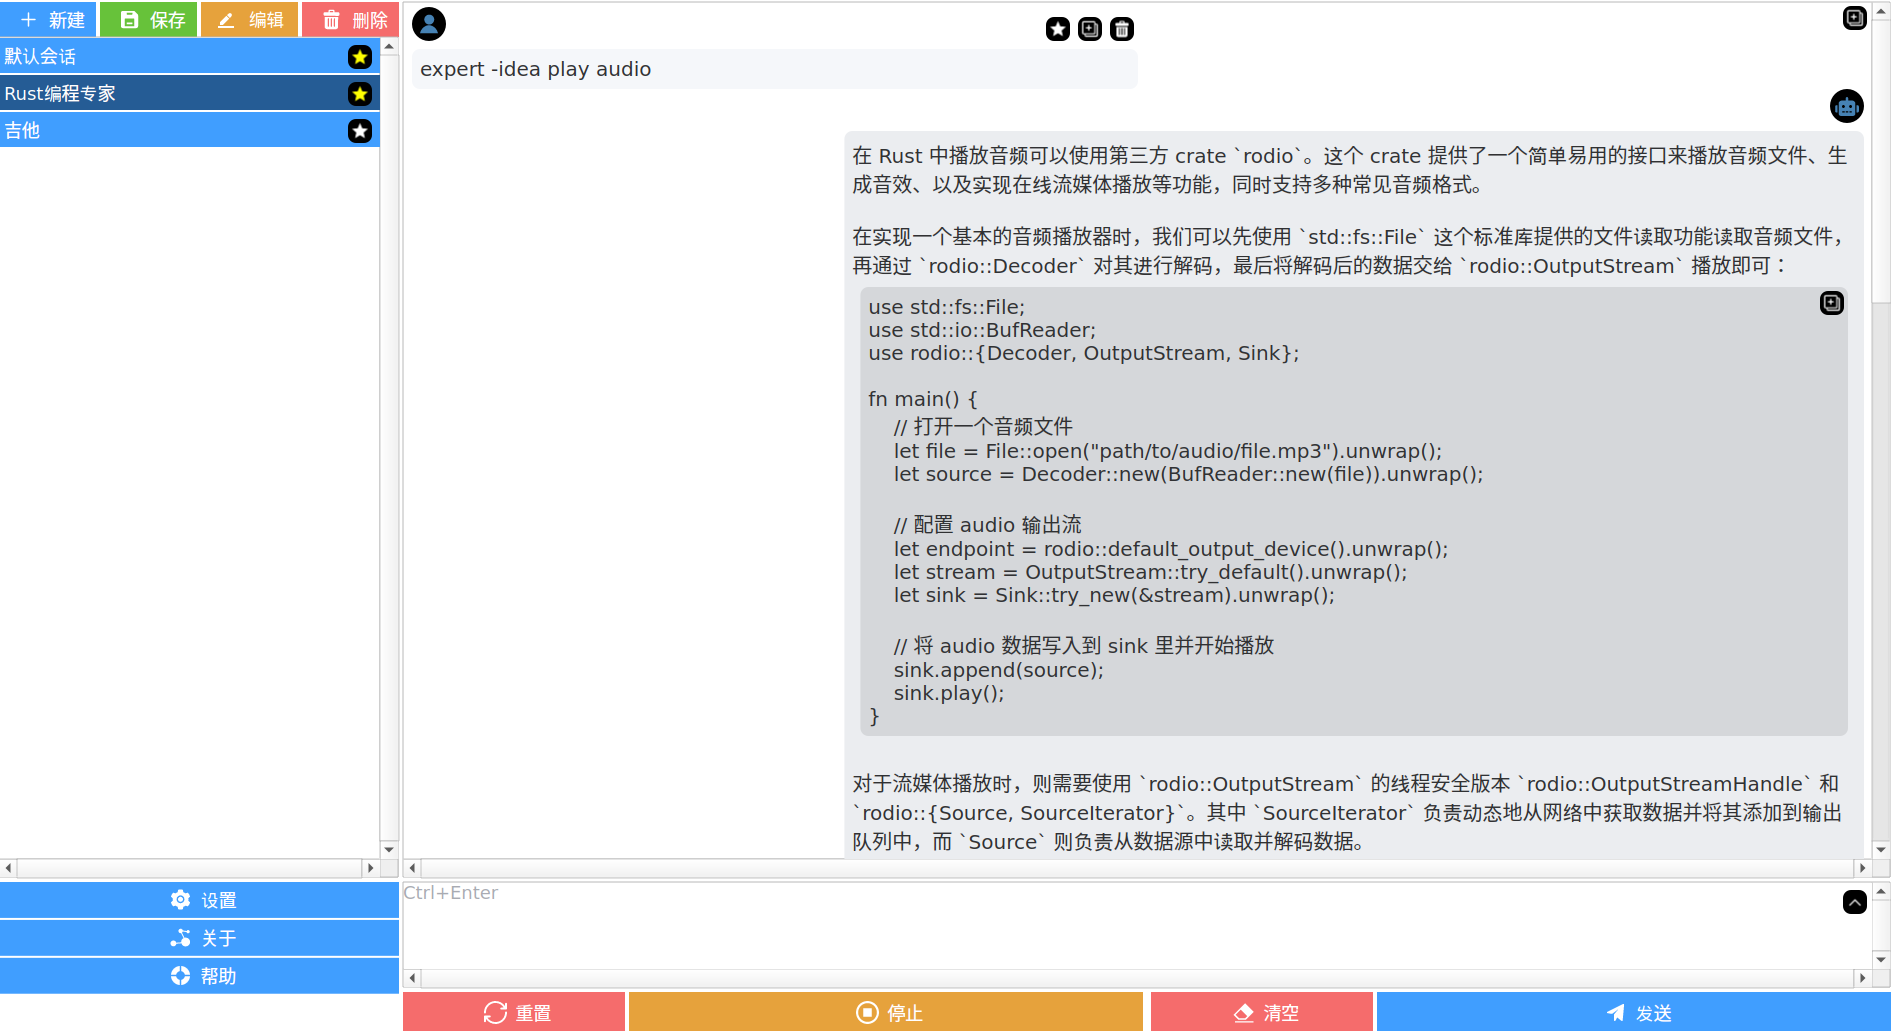 新建
保存
编辑
删除
默认会话
Rust编程专家
吉他
设置
关于
帮助
expert -idea play audio
在 Rust 中播放音频可以使用第三方 crate `rodio`。这个 crate 提供了一个简单易用的接口来播放音频文件、生
成音效、以及实现在线流媒体播放等功能，同时支持多种常见音频格式。
在实现一个基本的音频播放器时，我们可以先使用 `std::fs::File` 这个标准库提供的文件读取功能读取音频文件，
再通过 `rodio::Decoder` 对其进行解码，最后将解码后的数据交给 `rodio::OutputStream` 播放即可：
use std::fs::File;
use std::io::BufReader;
use rodio::{Decoder, OutputStream, Sink};
fn main() {
    // 打开一个音频文件
    let file = File::open("path/to/audio/file.mp3").unwrap();
    let source = Decoder::new(BufReader::new(file)).unwrap();
    // 配置 audio 输出流
    let endpoint = rodio::default_output_device().unwrap();
    let stream = OutputStream::try_default().unwrap();
    let sink = Sink::try_new(&stream).unwrap();
    // 将 audio 数据写入到 sink 里并开始播放
    sink.append(source);
    sink.play();
}
对于流媒体播放时，则需要使用 `rodio::OutputStream` 的线程安全版本 `rodio::OutputStreamHandle` 和
`rodio::{Source, SourceIterator}`。其中 `SourceIterator` 负责动态地从网络中获取数据并将其添加到输出
队列中，而 `Source` 则负责从数据源中读取并解码数据。
Ctrl+Enter
重置
停止
清空
发送